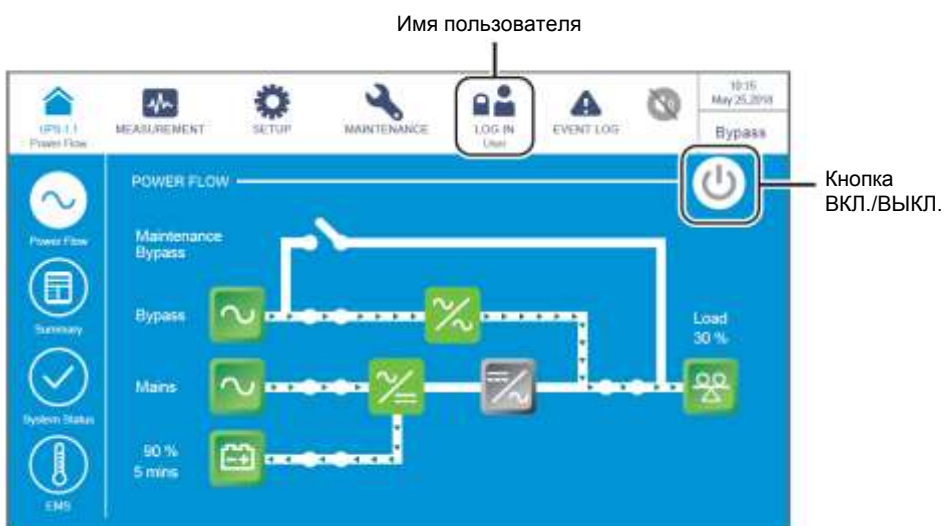 Имя пользователя
10:15
May 25,2018
UPS-1.1
MEASUREMENT
SETUP
MAINTENANCE
LOG IN
EVENT LOG
Power Flow
User
Bypass
POWER FLOW
Кнопка
ВКЛ./ВЫКЛ.
Power Flow
Maintenance
Bypass
Summary
Bypass
Load
30 %
Mains
System Status
90 %
5 mins
EMS